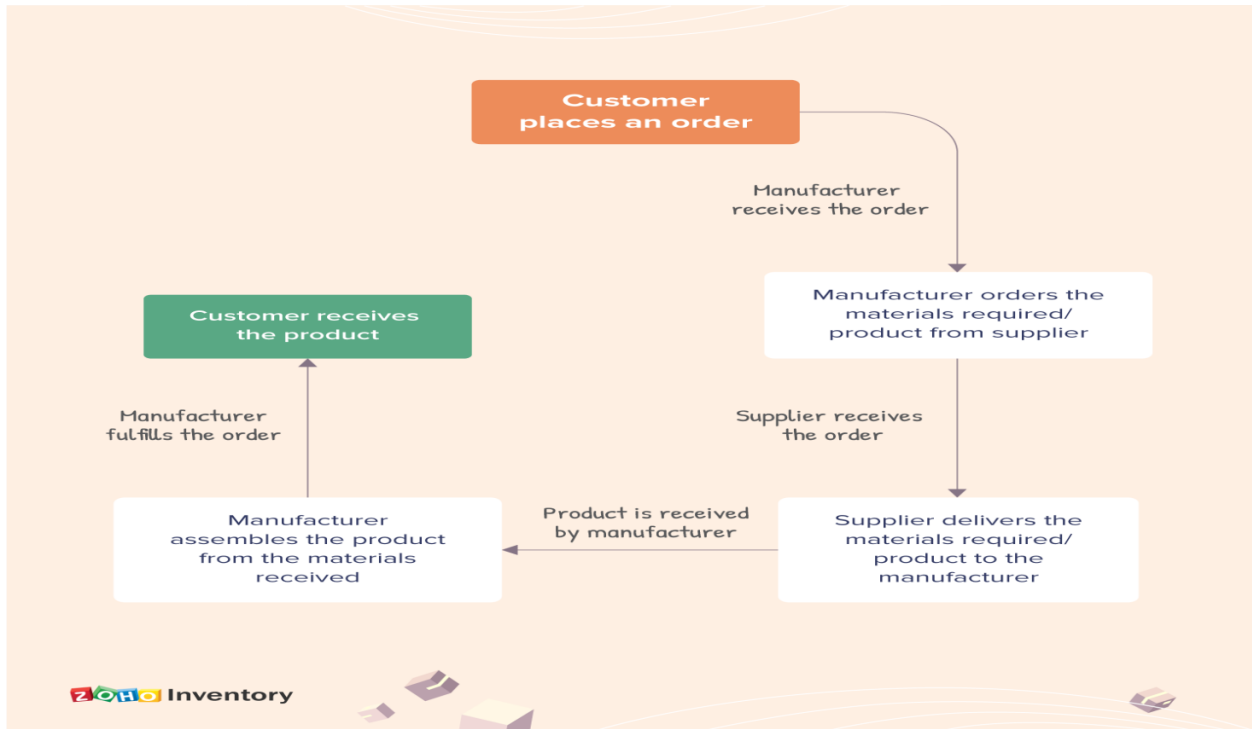 Customer
places an order
Manufacturer
receives the order
Manufacturer orders the
materials required/
product from supplier
Supplier receives
the order
Supplier delivers the
materials required/
product to the
manufacturer
Product is received
by manufacturer
Manufacturer
assembles the product
from the materials
received
Manufacturer
fulfills the order
Customer receives
the product
ZOHO Inventory